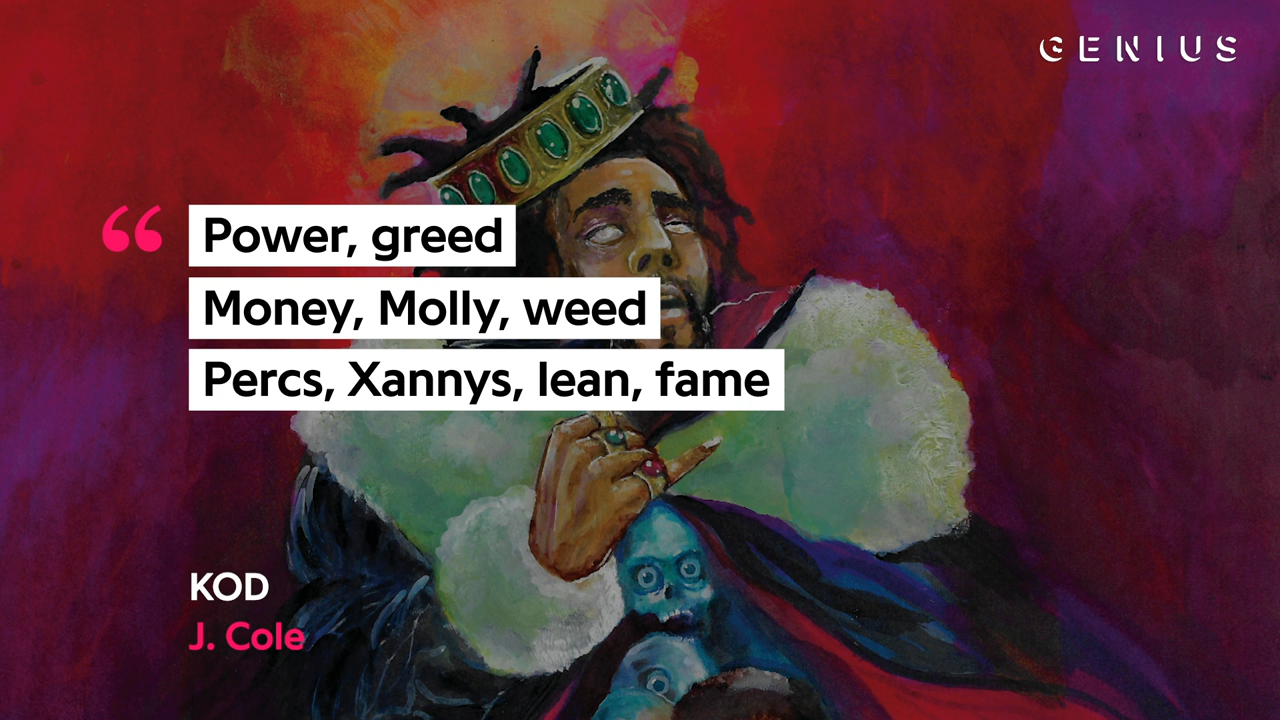 GENIUS
“ Power, greed
Money, Molly, weed
Percs, Xannys, lean, fame
KOD
J. Cole